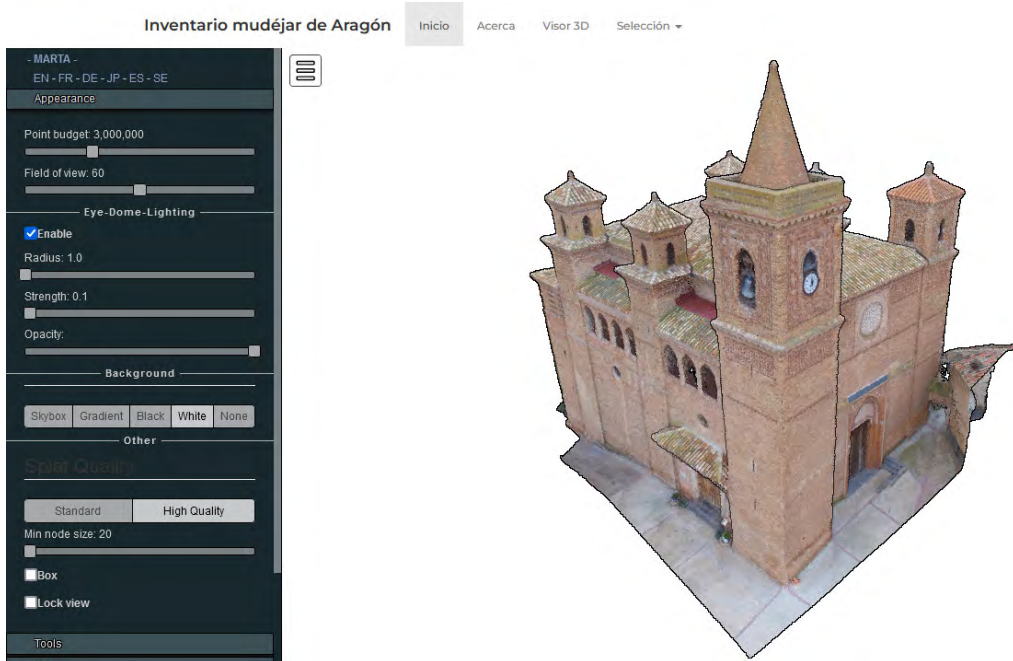 Inventario mudéjar de Aragón Inicio Acerca Visor 3D Selección
- MARTA -
EN - FR - DE - JP - ES - SE
Appearance
Point budget: 3,000,000
Field of view: 60
Eye-Dome-Lighting
Enable
Radius: 1.0
Strength: 0.1
Opacity:
Background
Skybox Gradient Black White None
Other
Splat Quality
Standard High Quality
Min node size: 20
Box
Lock view
Tools